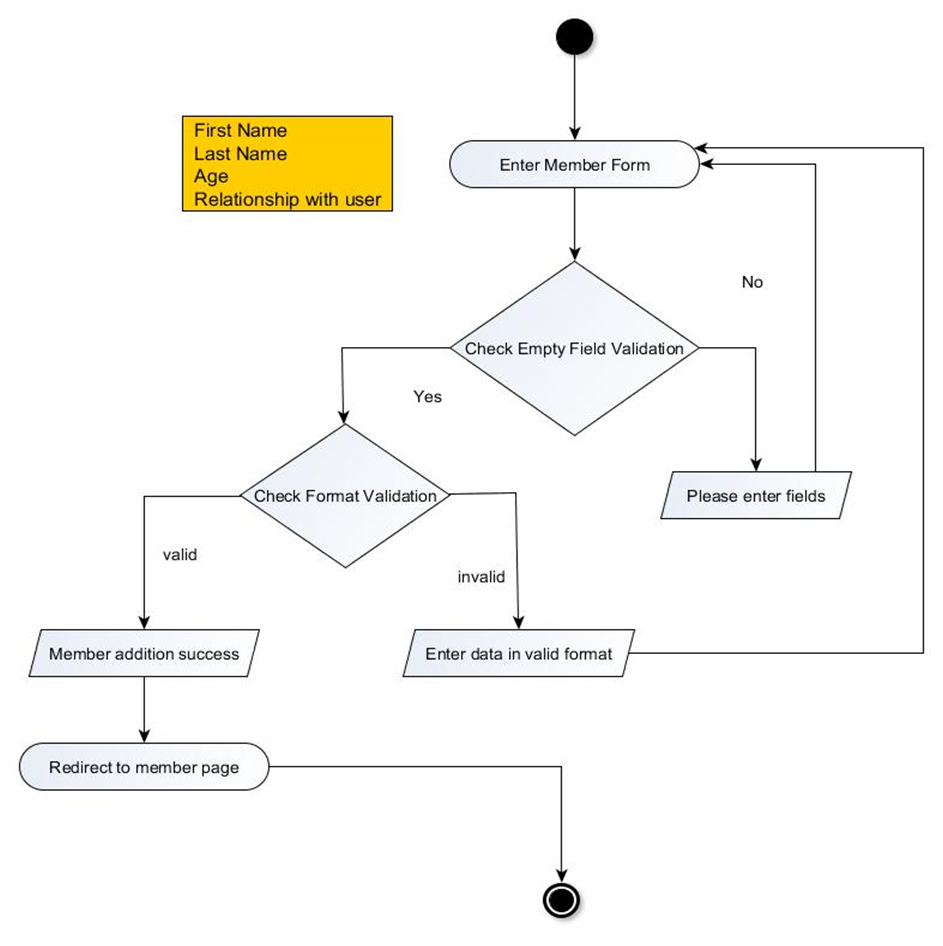 First Name
Last Name
Age
Relationship with user
Enter Member Form
No
Check Empty Field Validation
Yes
Check Format Validation
Please enter fields
valid
invalid
Member addition success
Enter data in valid format
Redirect to member page